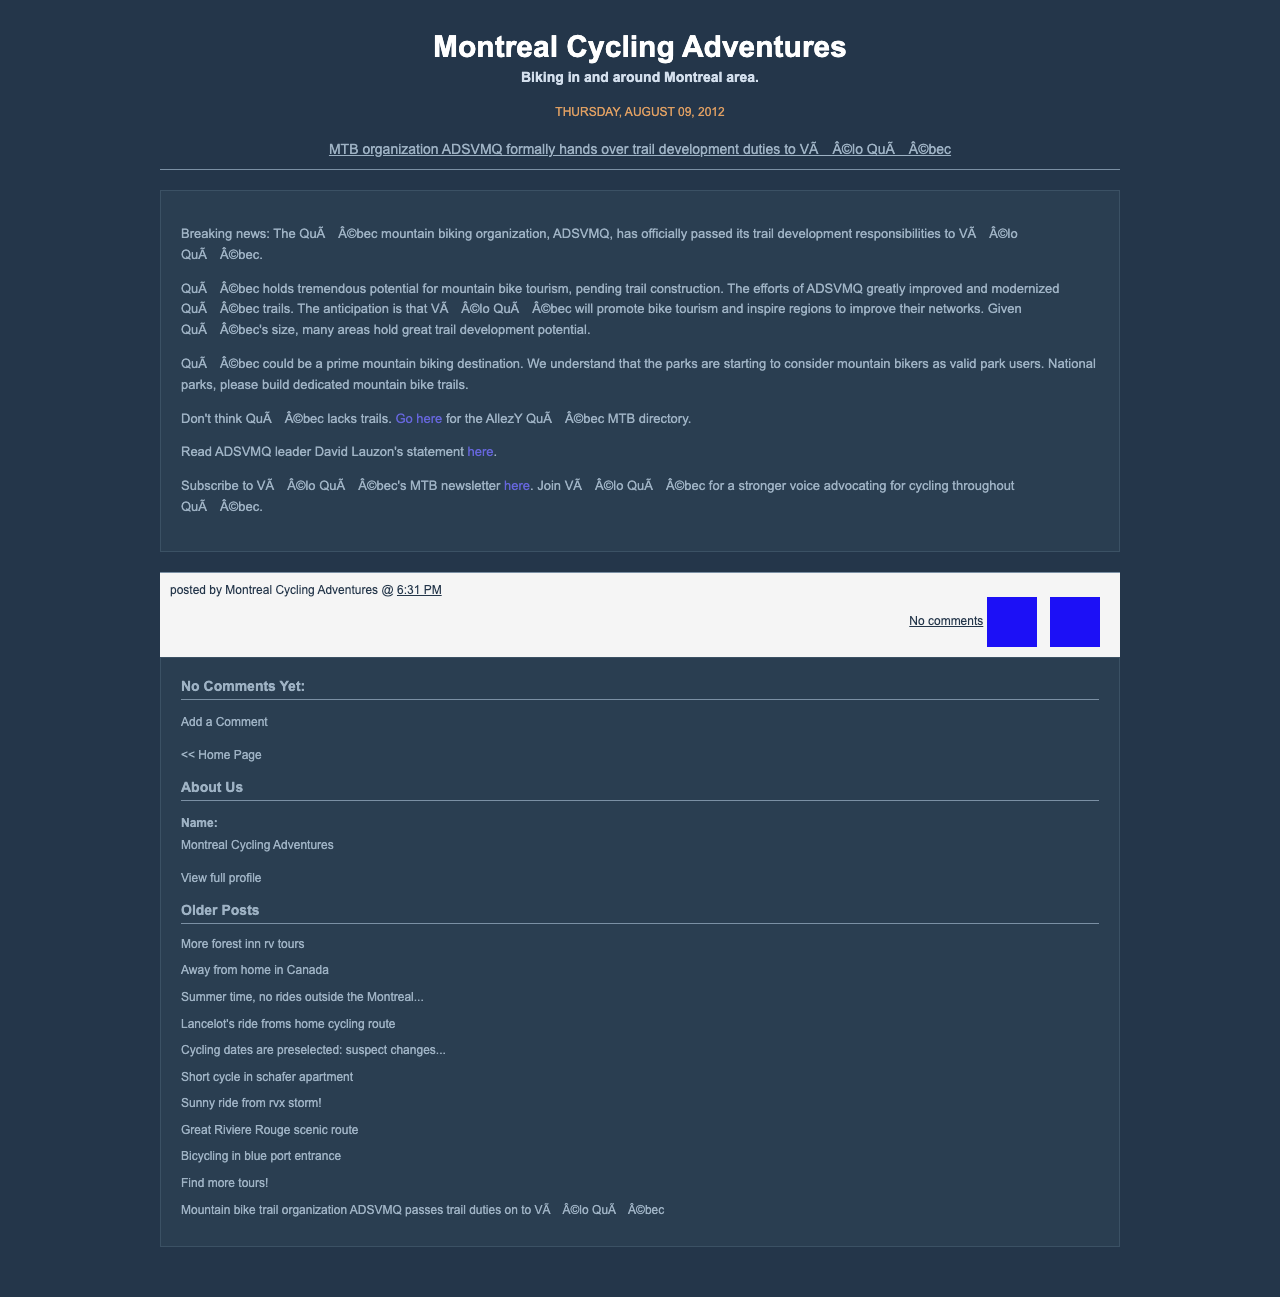 Montreal Cycling Adventures
Biking in and around Montreal area.
THURSDAY, AUGUST 09, 2012
MTB organization ADSVMQ formally hands over trail development duties to VÃ Â©lo QuÃ Â©bec
Breaking news: The QuÃ Â©bec mountain biking organization, ADSVMQ, has officially passed its trail development responsibilities to VÃ Â©lo
QuÃ Â©bec.
QuÃ Â©bec holds tremendous potential for mountain bike tourism, pending trail construction. The efforts of ADSVMQ greatly improved and modernized
QuÃ Â©bec trails. The anticipation is that VÃ Â©lo QuÃ Â©bec will promote bike tourism and inspire regions to improve their networks. Given
QuÃ Â©bec's size, many areas hold great trail development potential.
QuÃ Â©bec could be a prime mountain biking destination. We understand that the parks are starting to consider mountain bikers as valid park users. National
parks, please build dedicated mountain bike trails.
Don't think QuÃ Â©bec lacks trails. Go here for the AllezY QuÃ Â©bec MTB directory.
Read ADSVMQ leader David Lauzon's statement here.
Subscribe to VÃ Â©lo QuÃ Â©bec's MTB newsletter here. Join VÃ Â©lo QuÃ Â©bec for a stronger voice advocating for cycling throughout
QuÃ Â©bec.
posted by Montreal Cycling Adventures @ 6:31 PM
No comments
No Comments Yet:
Add a Comment
<< Home Page
About Us
Name:
Montreal Cycling Adventures
View full profile
Older Posts
More forest inn rv tours
Away from home in Canada
Summer time, no rides outside the Montreal...
Lancelot's ride froms home cycling route
Cycling dates are preselected: suspect changes...
Short cycle in schafer apartment
Sunny ride from rvx storm!
Great Riviere Rouge scenic route
Bicycling in blue port entrance
Find more tours!
Mountain bike trail organization ADSVMQ passes trail duties on to VÃ Â©lo QuÃ Â©bec